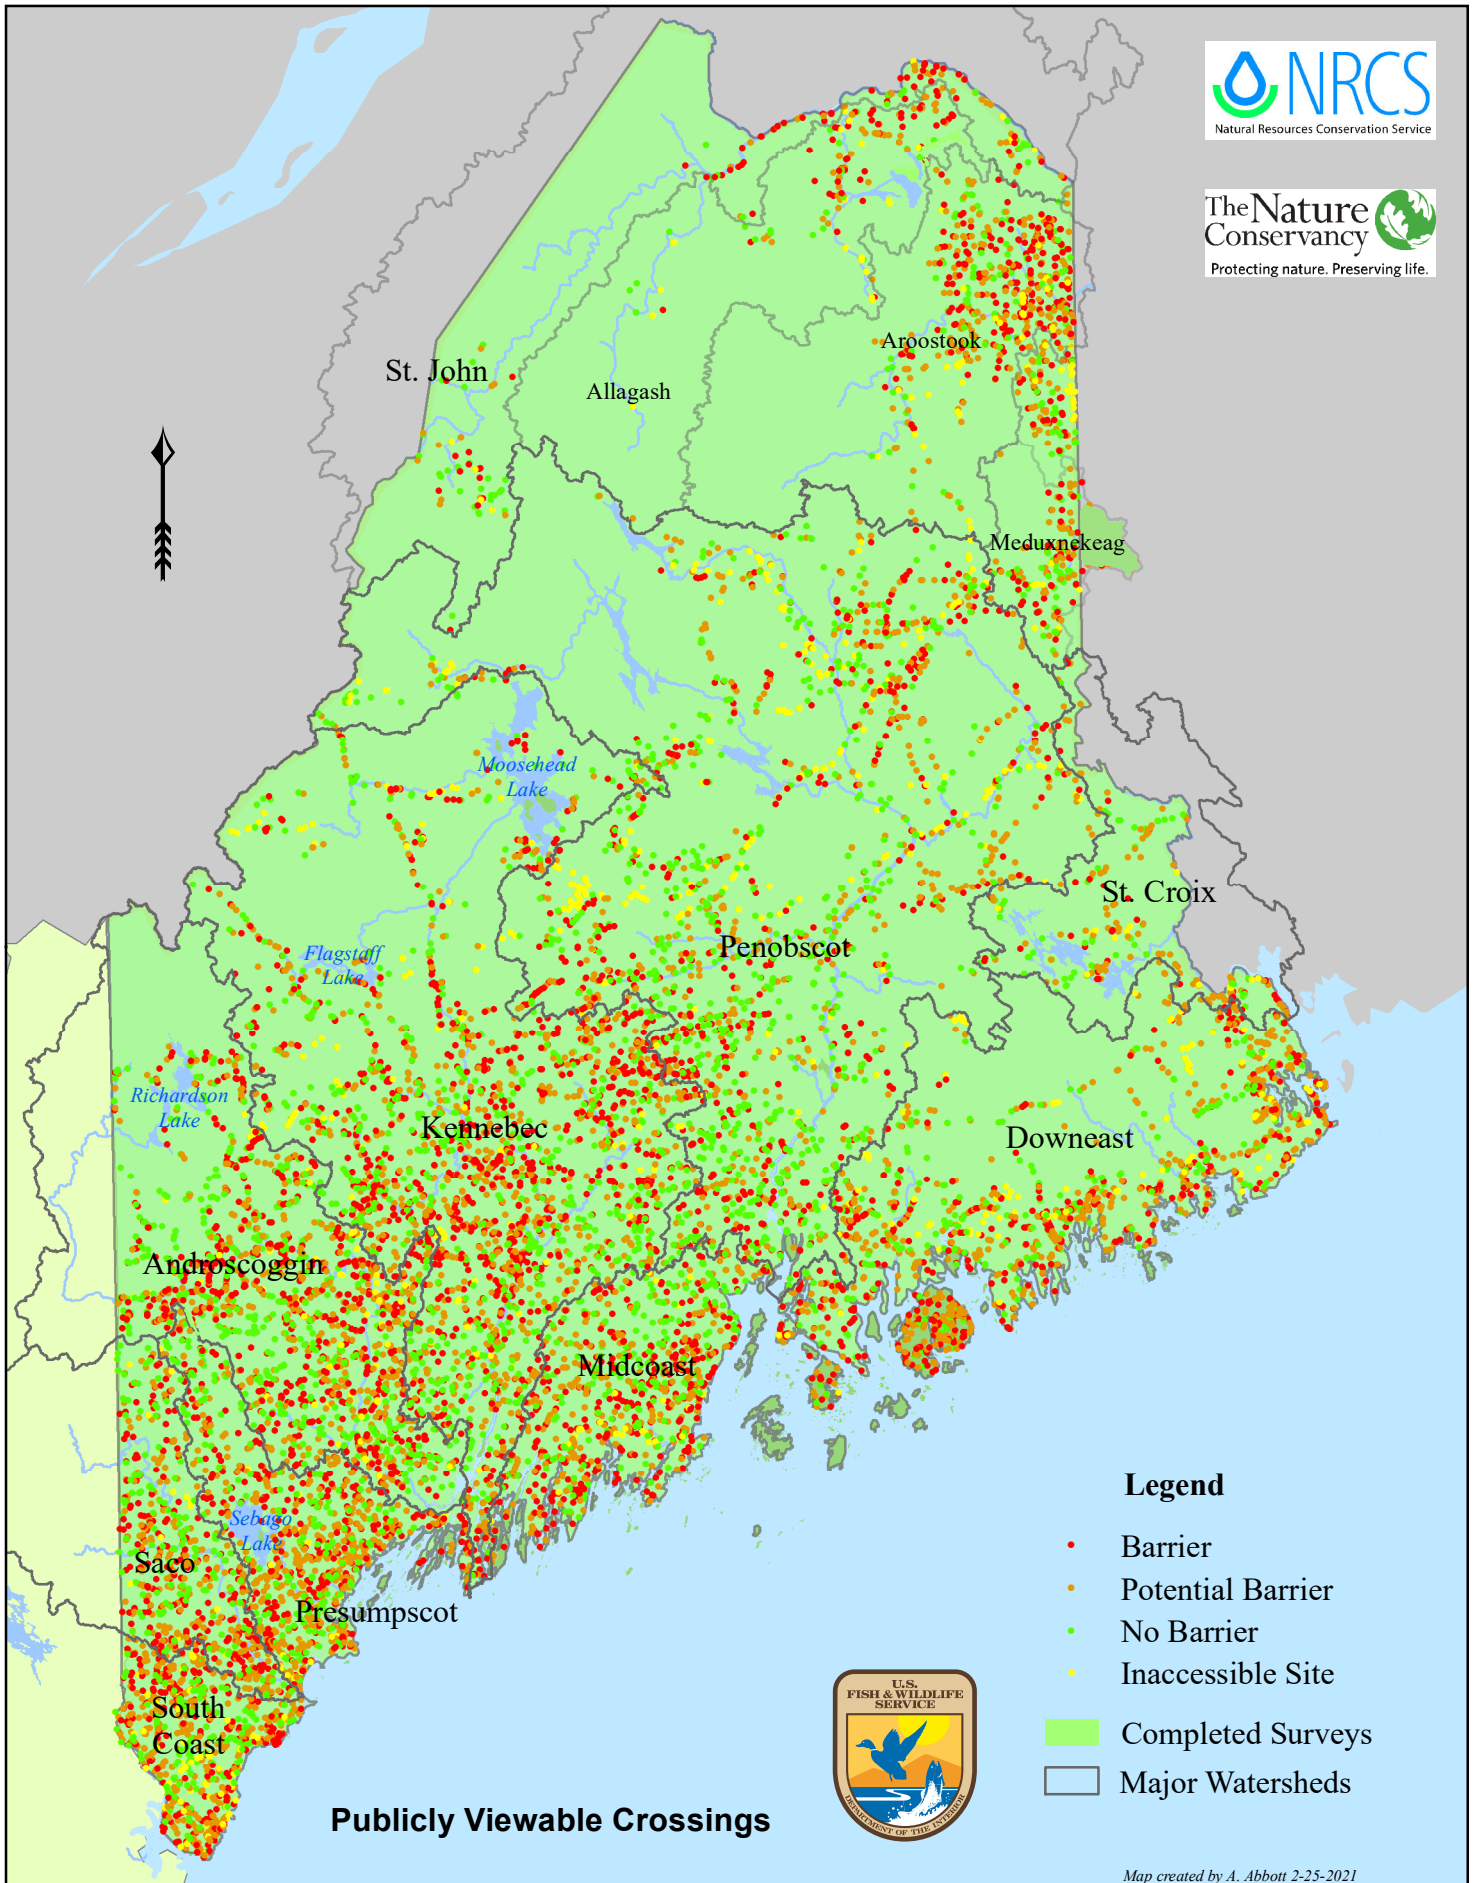 NRCS
Natural Resources Conservation Service
The Nature
Conservancy
Protecting nature. Preserving life.
Aroostook
St. John
Allagash
Meduxnekeag
Moosehead
Lake
St. Croix
Penobscot
Flagstaff
Lake
Richardson
Lake
Kennebec
Downeast
Androscoggin
Midcoast
Sebago
Lake
Saco
Presumpscot
South
Coast
Legend
Barrier
Potential Barrier
No Barrier
Inaccessible Site
Completed Surveys
Major Watersheds
U.S.
FISH & WILDLIFE
SERVICE
DEPARTMENT OF THE INTERIOR
Publicly Viewable Crossings
Map created by A. Abbott 2-25-2021